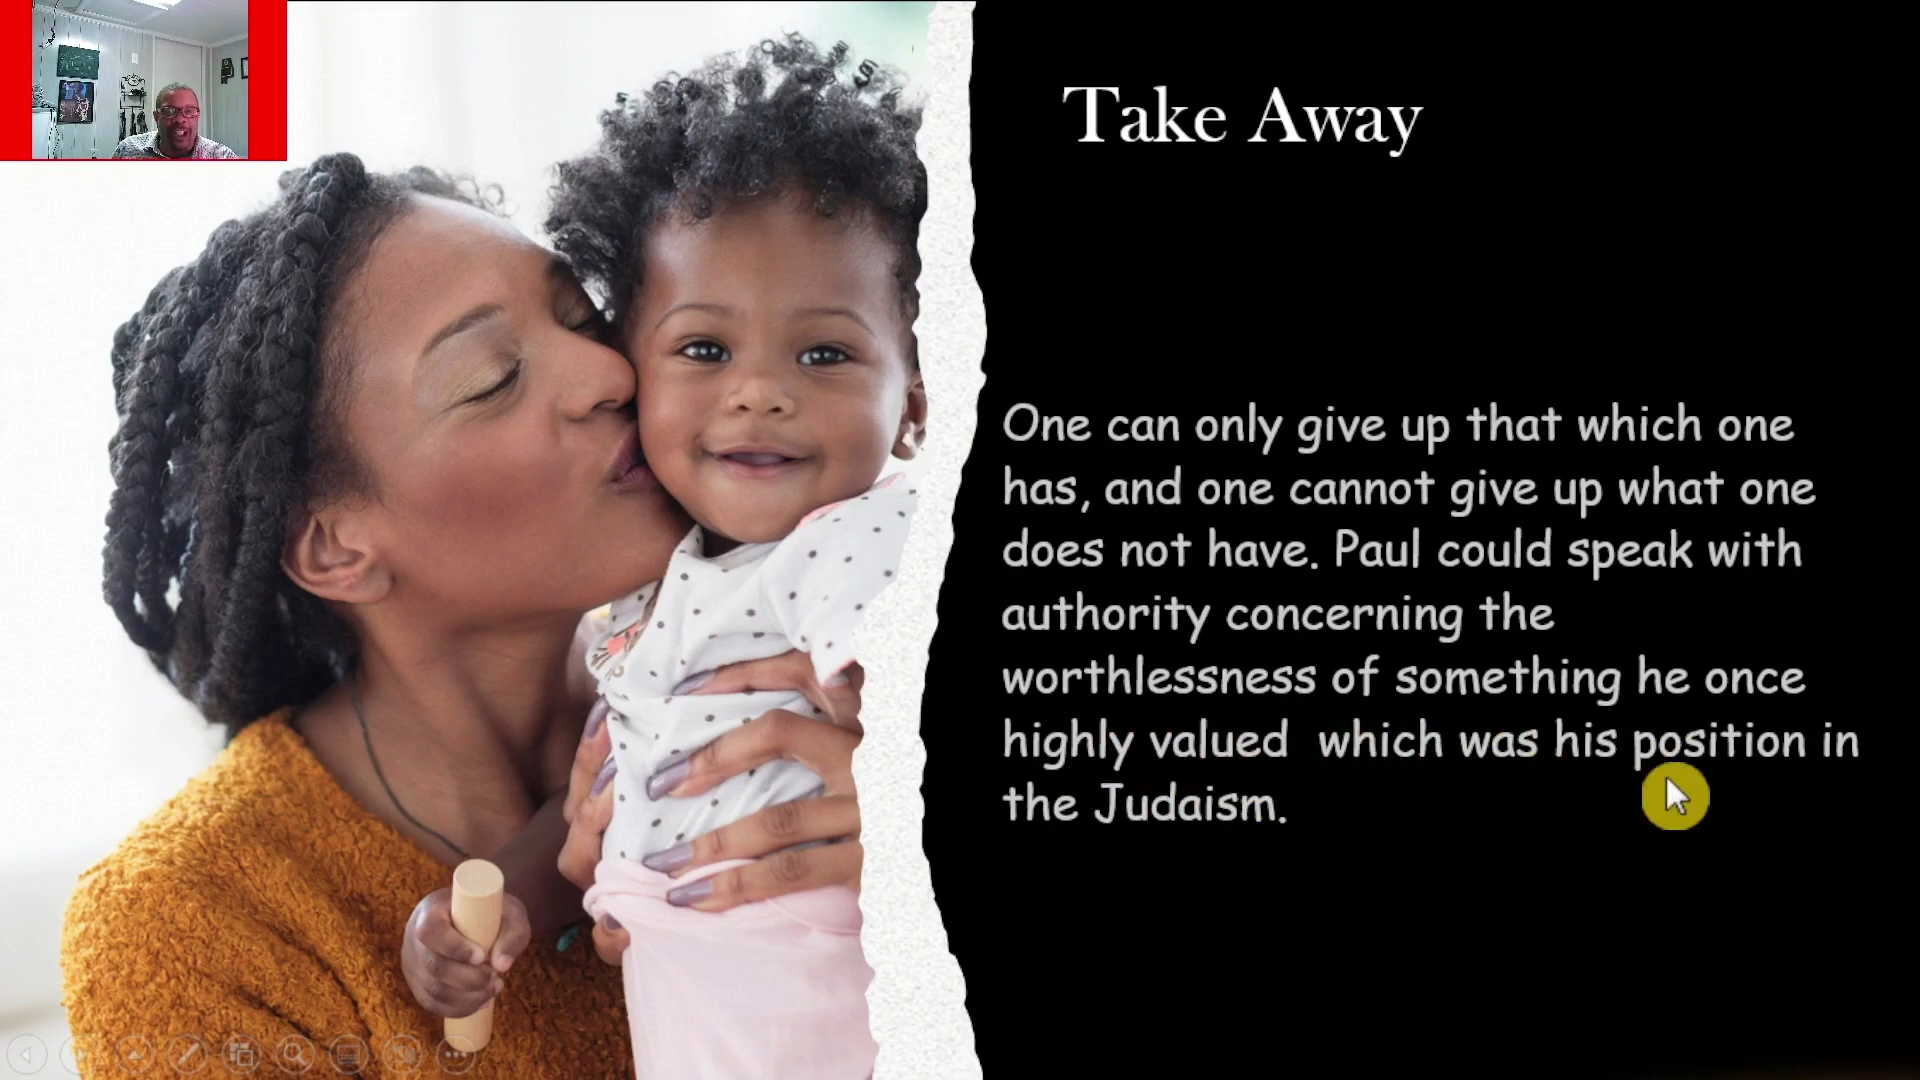 Take Away
One can only give up that which one
has, and one cannot give up what one
does not have. Paul could speak with
authority concerning the
worthlessness of something he once
highly valued  which was his position in
the Judaism.